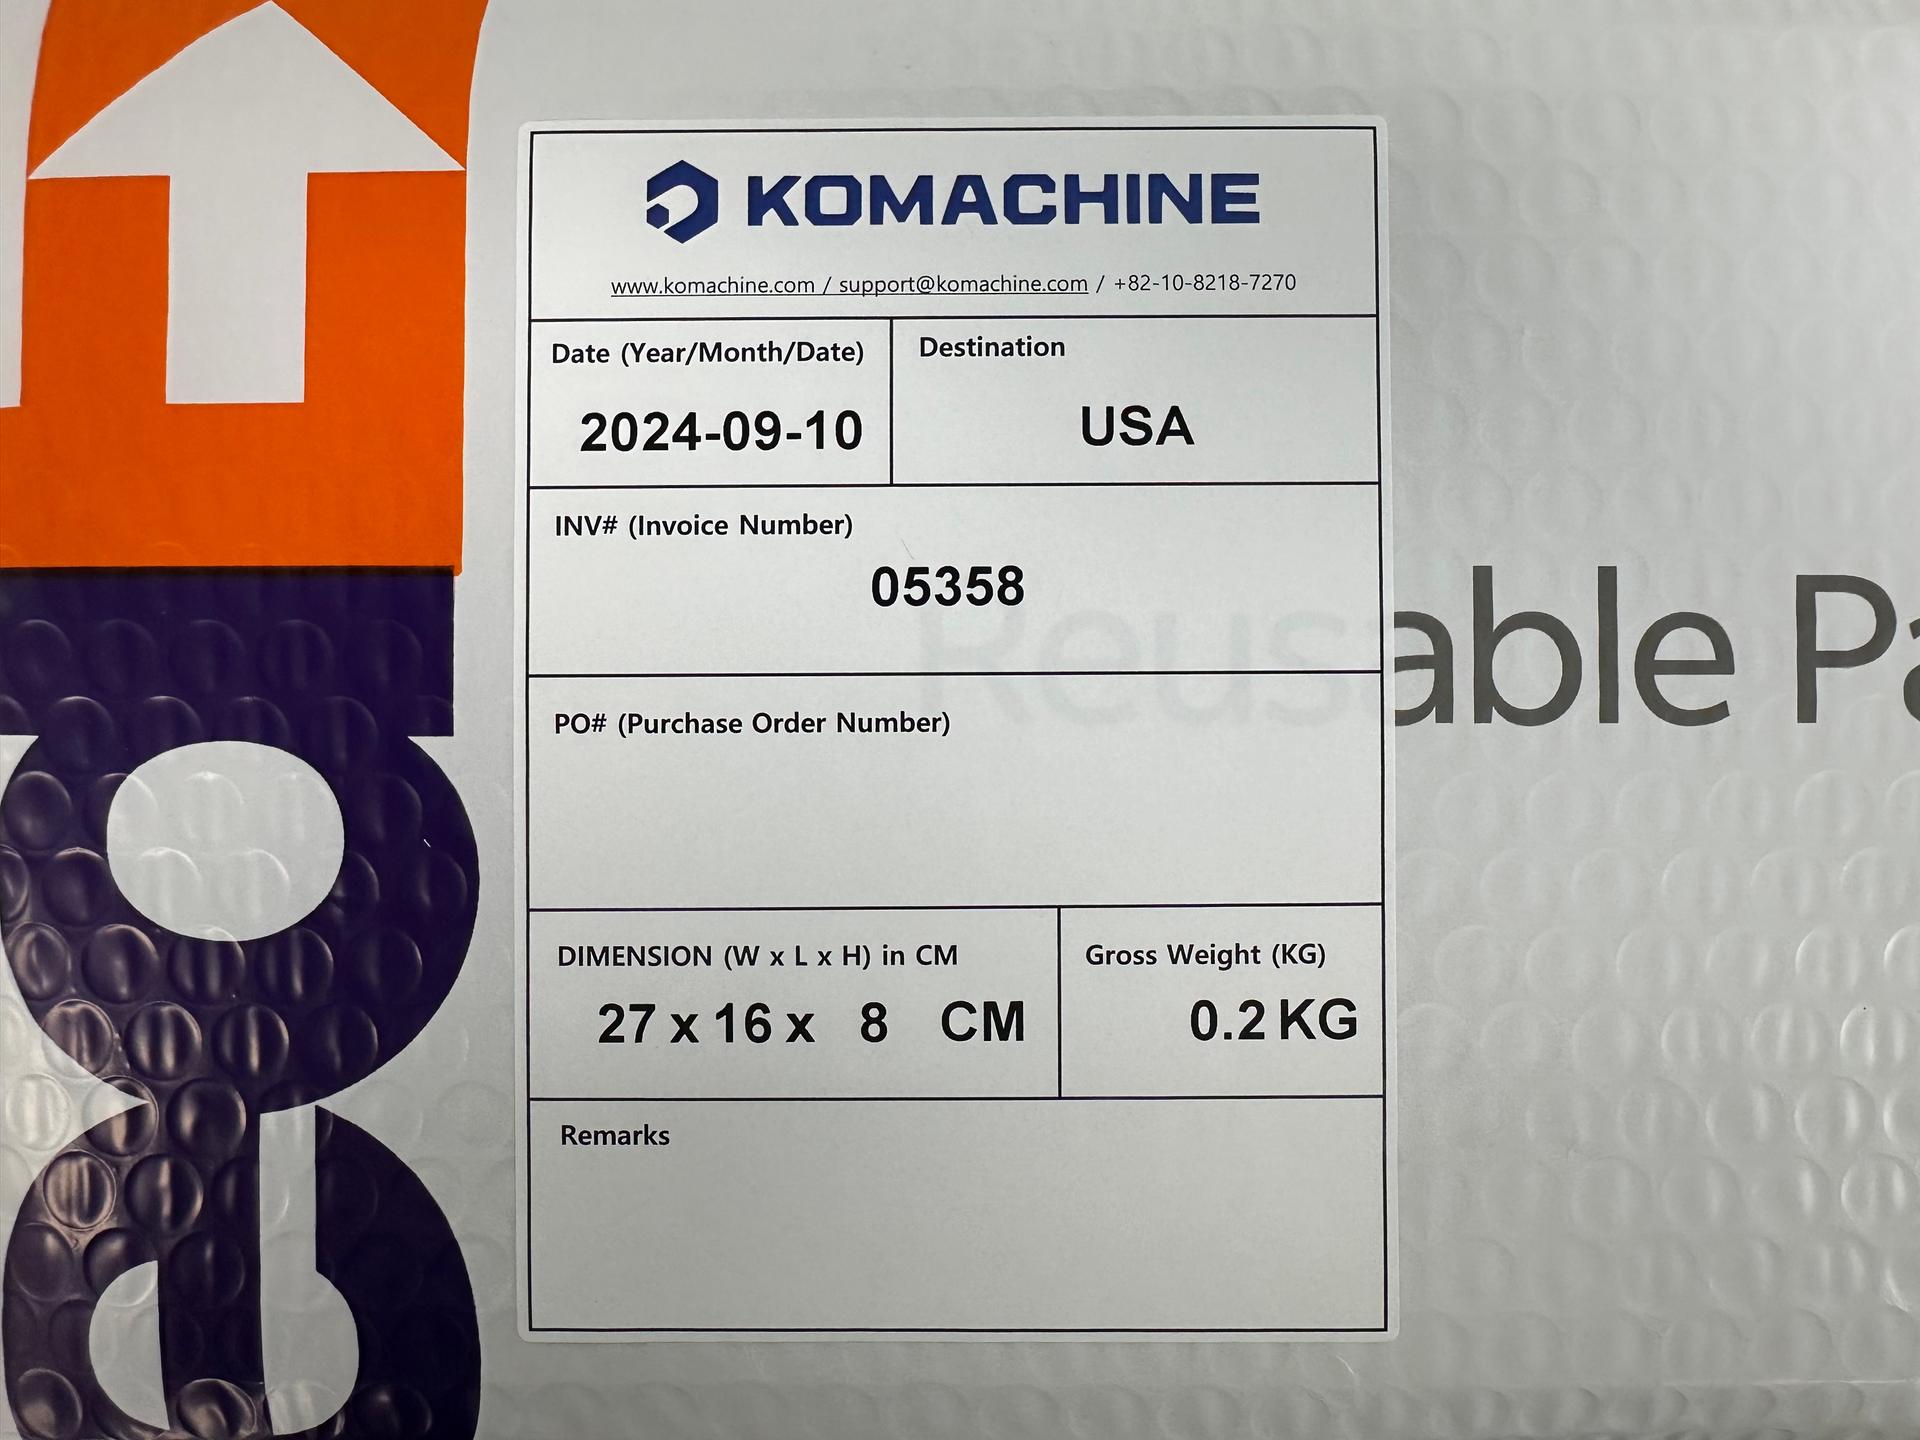 KOMACHINE
www.komachine.com / support@komachine.com / +82-10-8218-7270
Date (Year/Month/Date)
2024-09-10
Destination
USA
INV# (Invoice Number)
05358
Reusable Pa
PO# (Purchase Order Number)
DIMENSION (W x L x H) in CM
27 x 16 x 8 CM
Gross Weight (KG)
0.2 KG
Remarks